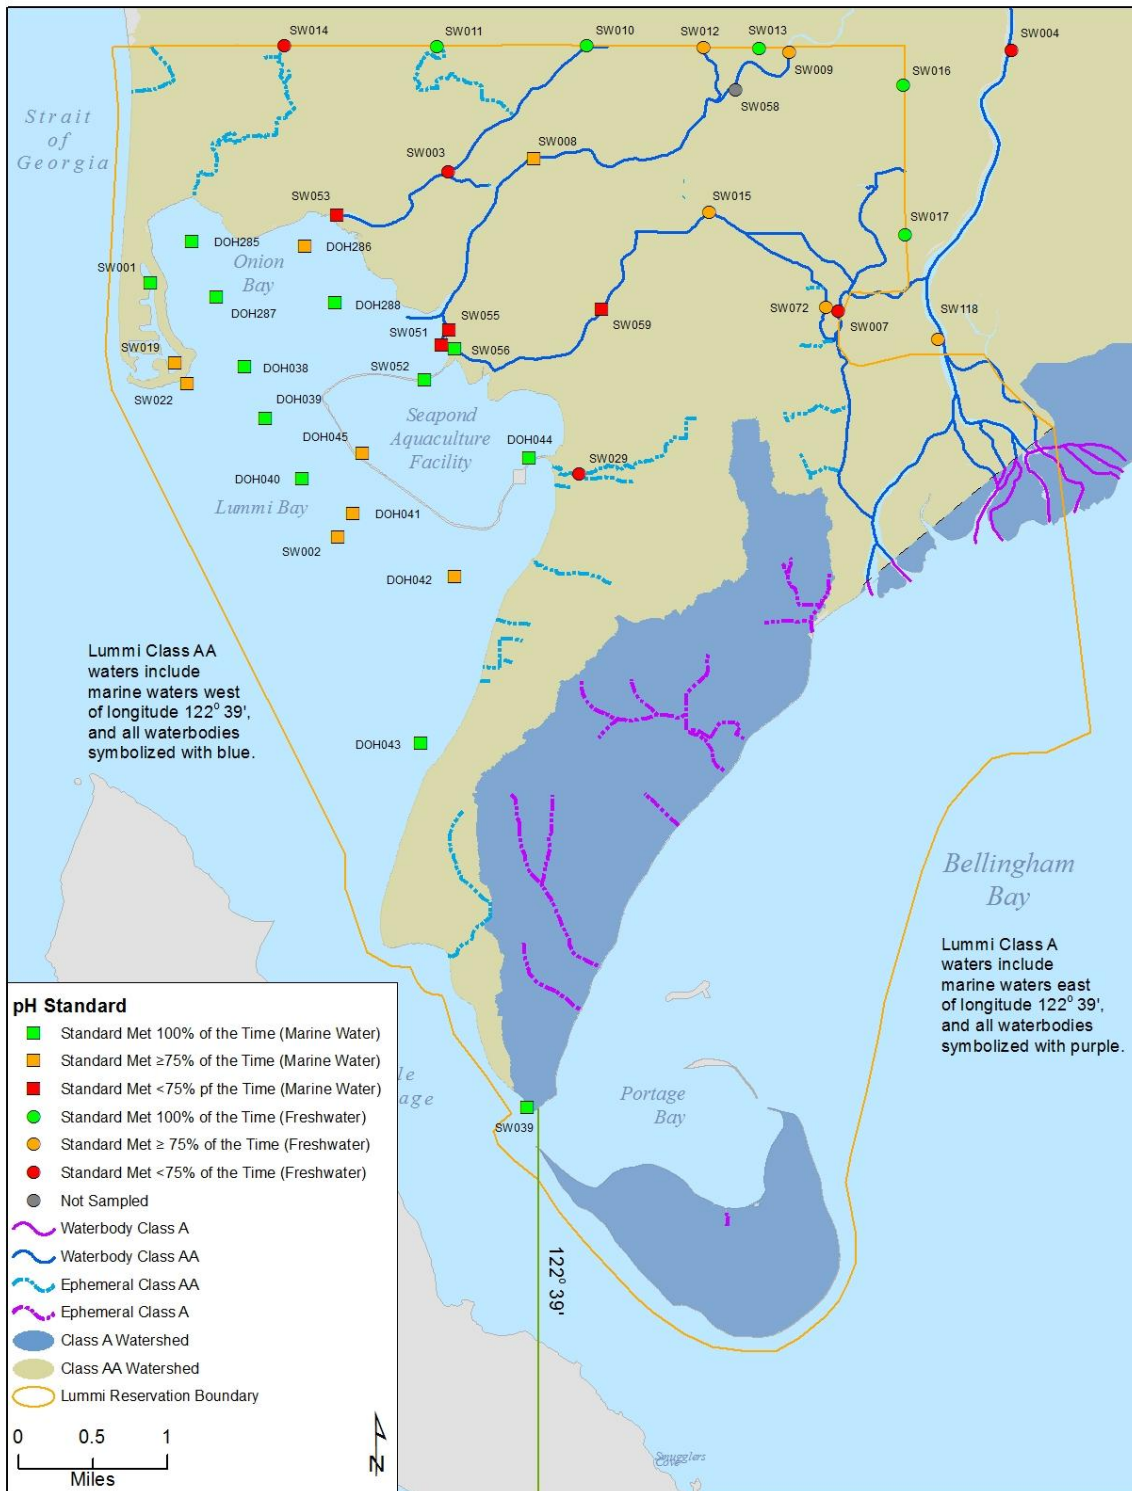 SW014
SW011
SW010
SW012
SW013
SW009
SW004
SW016
SW058
Strait
of
Georgia
SW003
SW008
SW053
SW015
SW017
DOH285
DOH286
Onion
Bay
SW001
DOH287
DOH288
SW055
SW051
SW056
SW059
SW072
SW007
SW118
SW019
SW022
DOH038
SW052
DOH039
Seapond
Aquaculture
Facility
DOH045
DOH044
SW029
DOH040
Lummi Bay
DOH041
SW002
DOH042
Lummi Class AA
waters include
marine waters west
of longitude 122° 39',
and all waterbodies
symbolized with blue.
DOH043
Bellingham
Bay
Lummi Class A
waters include
marine waters east
of longitude 122° 39',
and all waterbodies
symbolized with purple.
Portage
Bay
SW039
122° 39'
le
age
pH Standard
Standard Met 100% of the Time (Marine Water)
Standard Met ≥75% of the Time (Marine Water)
Standard Met <75% pf the Time (Marine Water)
Standard Met 100% of the Time (Freshwater)
Standard Met ≥ 75% of the Time (Freshwater)
Standard Met <75% of the Time (Freshwater)
Not Sampled
Waterbody Class A
Waterbody Class AA
Ephemeral Class AA
Ephemeral Class A
Class A Watershed
Class AA Watershed
Lummi Reservation Boundary
0 0.5 1
Miles
N
Smugglers
Cove